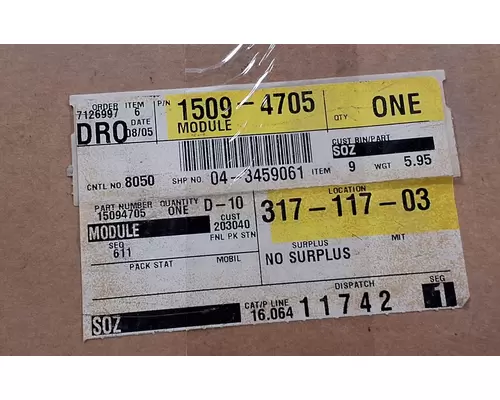 ORDER ITEM P/N 1509-4705 QTY ONE
7126997 6 MODULE
DRO DATE 08/05
CUST BIN/PART
SOZ
CNTL NO. 8050 SHP NO. 04-3459061 ITEM 9 WGT 5.95
PART NUMBER QUANTITY D-10 LOCATION
15094705 ONE CUST 317-117-03
MODULE 203040
SEQ FNL PK STN SURPLUS MIT
611 NO SURPLUS
PACK STAT MOBIL
DISPATCH SEG
SOZ CAT/P LINE 11742 1
16.064